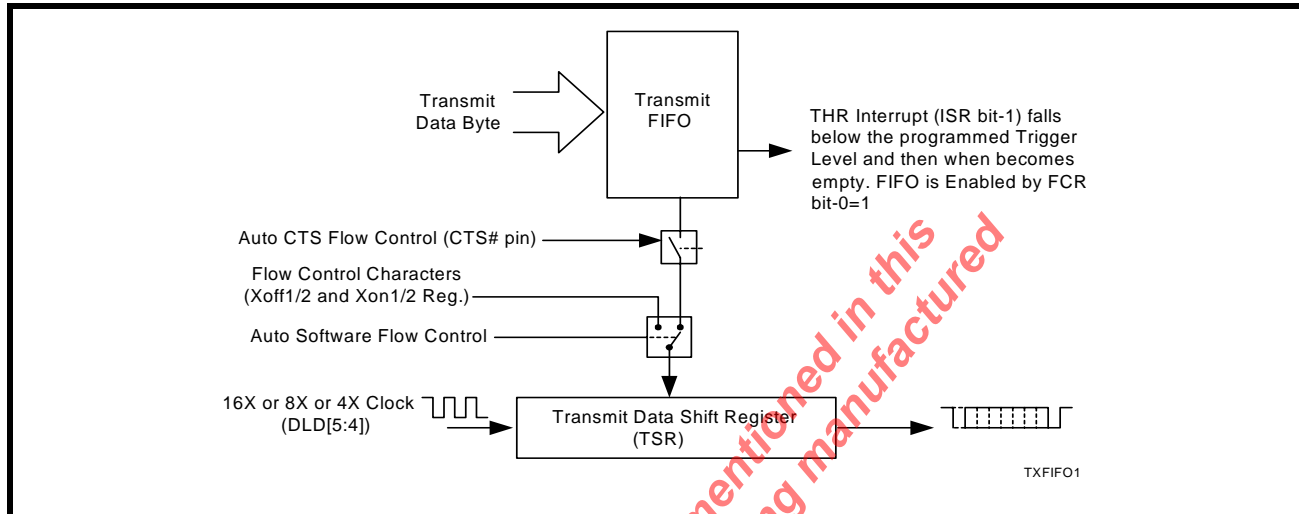 Transmit
Data Byte
Transmit
FIFO
THR Interrupt (ISR bit-1) falls
below the programmed Trigger
Level and then when becomes
empty. FIFO is Enabled by FCR
bit-0=1
Auto CTS Flow Control (CTS# pin)
Flow Control Characters
(Xoff1/2 and Xon1/2 Reg.)
Auto Software Flow Control
16X or 8X or 4X Clock
(DLD[5:4])
Transmit Data Shift Register
(TSR)
TXFIFO1
mentioned in this
manufactured